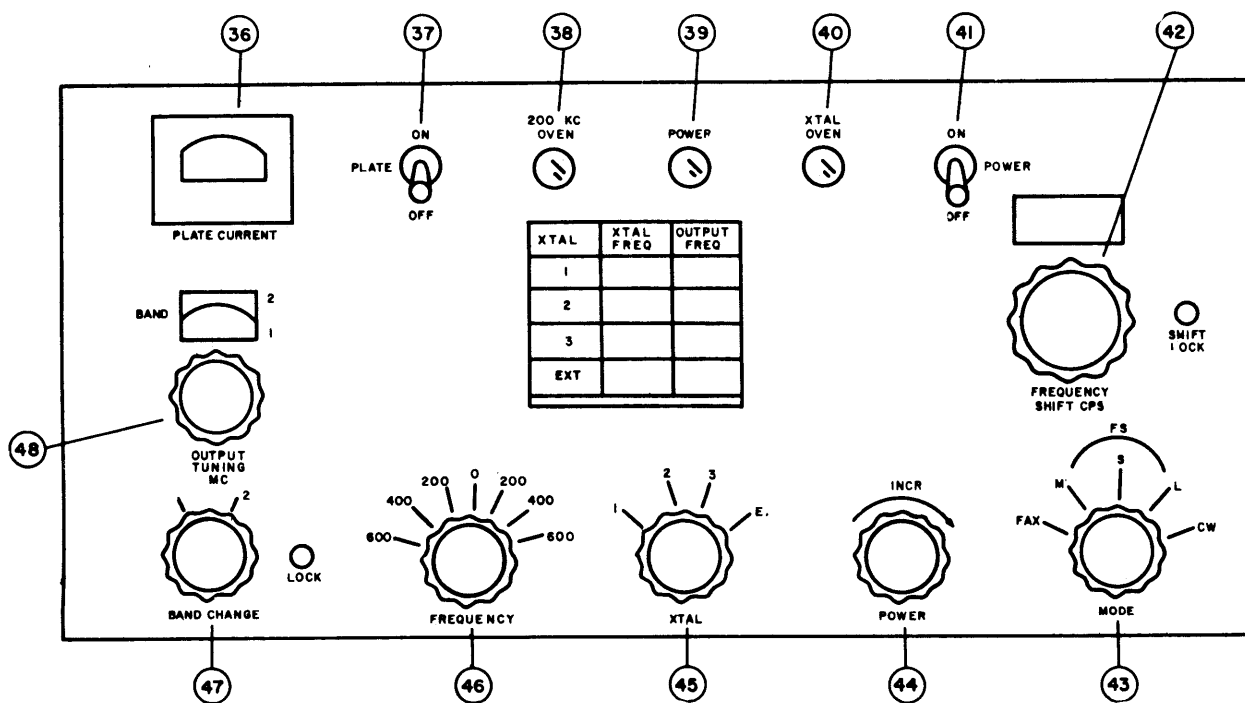 36 37 38 39 40 41 42
ON
200 KC
OVEN
POWER
XTAL
OVEN
ON
PLATE
POWER
OFF
OFF
PLATE CURRENT
XTAL XTAL FREQ OUTPUT FREQ
1
2
3
EXT
BAND 2
1
SHIFT
LOCK
FREQUENCY
SHIFT CPS
48
OUTPUT
TUNING
MC
2
LOCK
BAND CHANGE
600 400 200 0 200 400 600
FREQUENCY
1 2 3 E.
XTAL
INCR
POWER
FS
FAX M S L CW
MODE
47 46 45 44 43